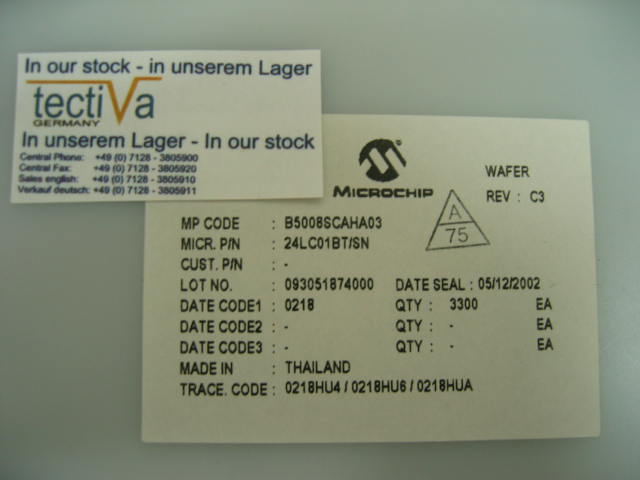 In our stock - in unserem Lager
tectiVa
GERMANY
In unserem Lager - In our stock
Central Phone: +49 (0) 7128 - 3805900
Central Fax: +49 (0) 7128 - 3805920
Sales english: +49 (0) 7128 - 3805910
Verkauf deutsch: +49 (0) 7128 - 3805911
MICROCHIP
WAFER
REV : C3
A
75
MP CODE : B5008SCAHA03
MICR. P/N : 24LC01BT/SN
CUST. P/N : -
LOT NO. : 093051874000 DATE SEAL : 05/12/2002
DATE CODE1 : 0218 QTY : 3300 EA
DATE CODE2 : - QTY : - EA
DATE CODE3 : - QTY : - EA
MADE IN : THAILAND
TRACE. CODE : 0218HU4 / 0218HU6 / 0218HUA